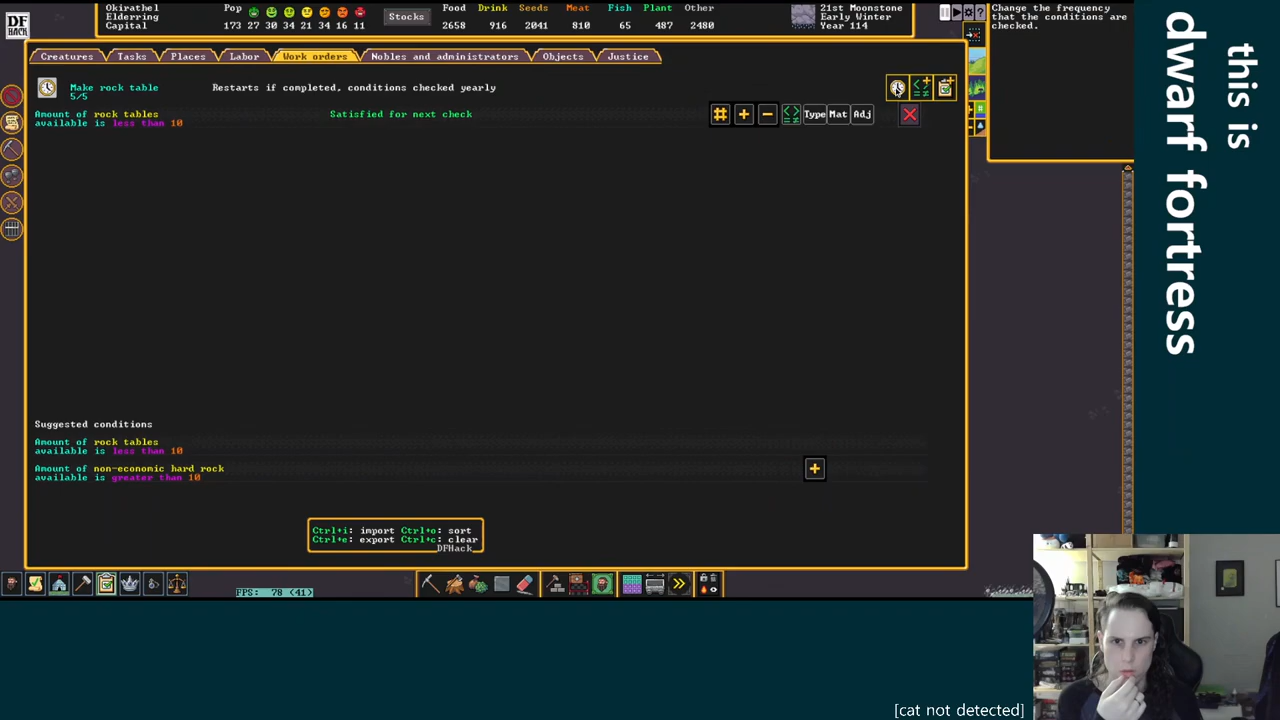 DF
HACK
Okirathel
Elderring
Capital
Pop
173 27 30 34 21 34 16 11
Stocks
Food Drink Seeds Meat Fish Plant Other
2658 916 2041 810 65 487 2480
21st Moonstone
Early Winter
Year 114
Change the frequency
that the conditions are
checked.
Creatures Tasks Places Labor Work orders Nobles and administrators Objects Justice
Make rock table
5/5
Restarts if completed, conditions checked yearly
Amount of rock tables
available is less than 10
Satisfied for next check
Type Mat Adj
Suggested conditions
Amount of rock tables
available is less than 10
Amount of non-economic hard rock
available is greater than 10
Ctrl+i: import Ctrl+o: sort
Ctrl+e: export Ctrl+c: clear
DFHack
FPS: 78 (41)
this is
dwarf fortress
[cat not detected]